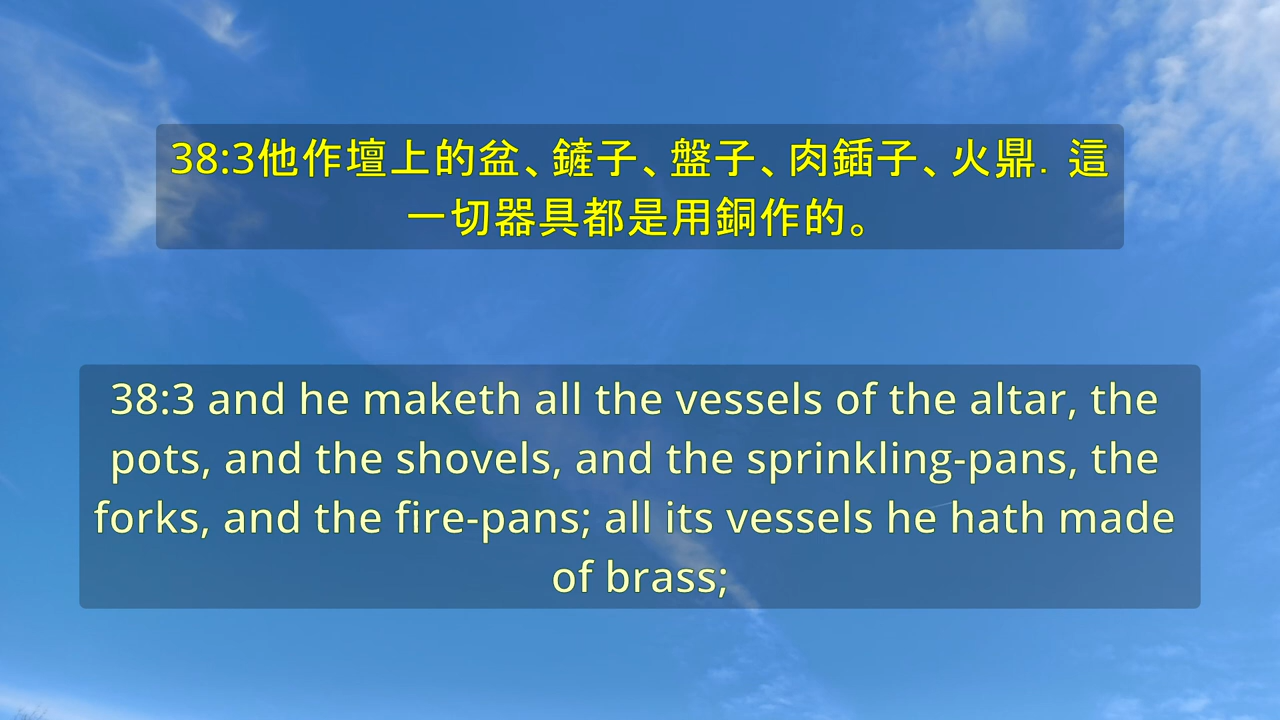 38:3他作壇上的盆、鏟子、盤子、肉鍤子、火鼎．這
一切器具都是用銅作的。
38:3 and he maketh all the vessels of the altar, the
pots, and the shovels, and the sprinkling-pans, the
forks, and the fire-pans; all its vessels he hath made
of brass;